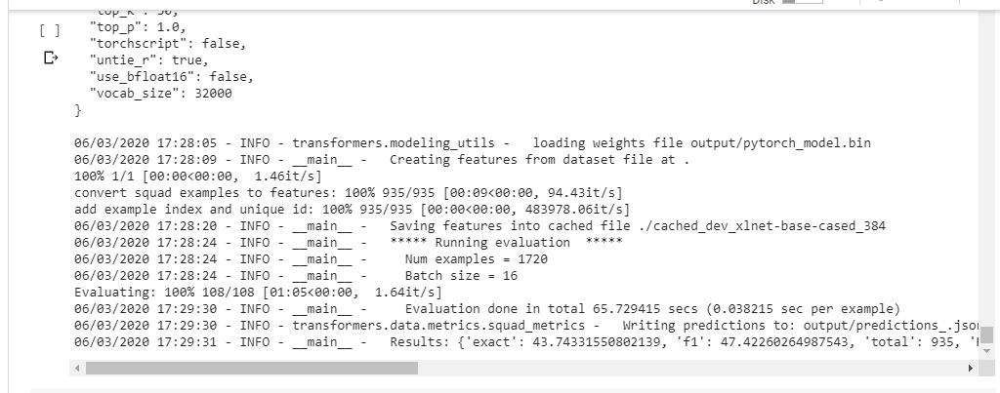 Disk
[ ]
"top_k": 50,
"top_p": 1.0,
"torchscript": false,
"untie_r": true,
"use_bfloat16": false,
"vocab_size": 32000
}
06/03/2020 17:28:05 - INFO - transformers.modeling_utils -   loading weights file output/pytorch_model.bin
06/03/2020 17:28:09 - INFO - __main__ -   Creating features from dataset file at .
100% 1/1 [00:00<00:00,  1.46it/s]
convert squad examples to features: 100% 935/935 [00:09<00:00, 94.43it/s]
add example index and unique id: 100% 935/935 [00:00<00:00, 483978.06it/s]
06/03/2020 17:28:20 - INFO - __main__ -   Saving features into cached file ./cached_dev_xlnet-base-cased_384
06/03/2020 17:28:24 - INFO - __main__ -   ***** Running evaluation  *****
06/03/2020 17:28:24 - INFO - __main__ -     Num examples = 1720
06/03/2020 17:28:24 - INFO - __main__ -     Batch size = 16
Evaluating: 100% 108/108 [01:05<00:00,  1.64it/s]
06/03/2020 17:29:30 - INFO - __main__ -     Evaluation done in total 65.729415 secs (0.038215 sec per example)
06/03/2020 17:29:30 - INFO - transformers.data.metrics.squad_metrics -   Writing predictions to: output/predictions_.json
06/03/2020 17:29:31 - INFO - __main__ -   Results: {'exact': 43.74331550802139, 'f1': 47.42260264987543, 'total': 935, '